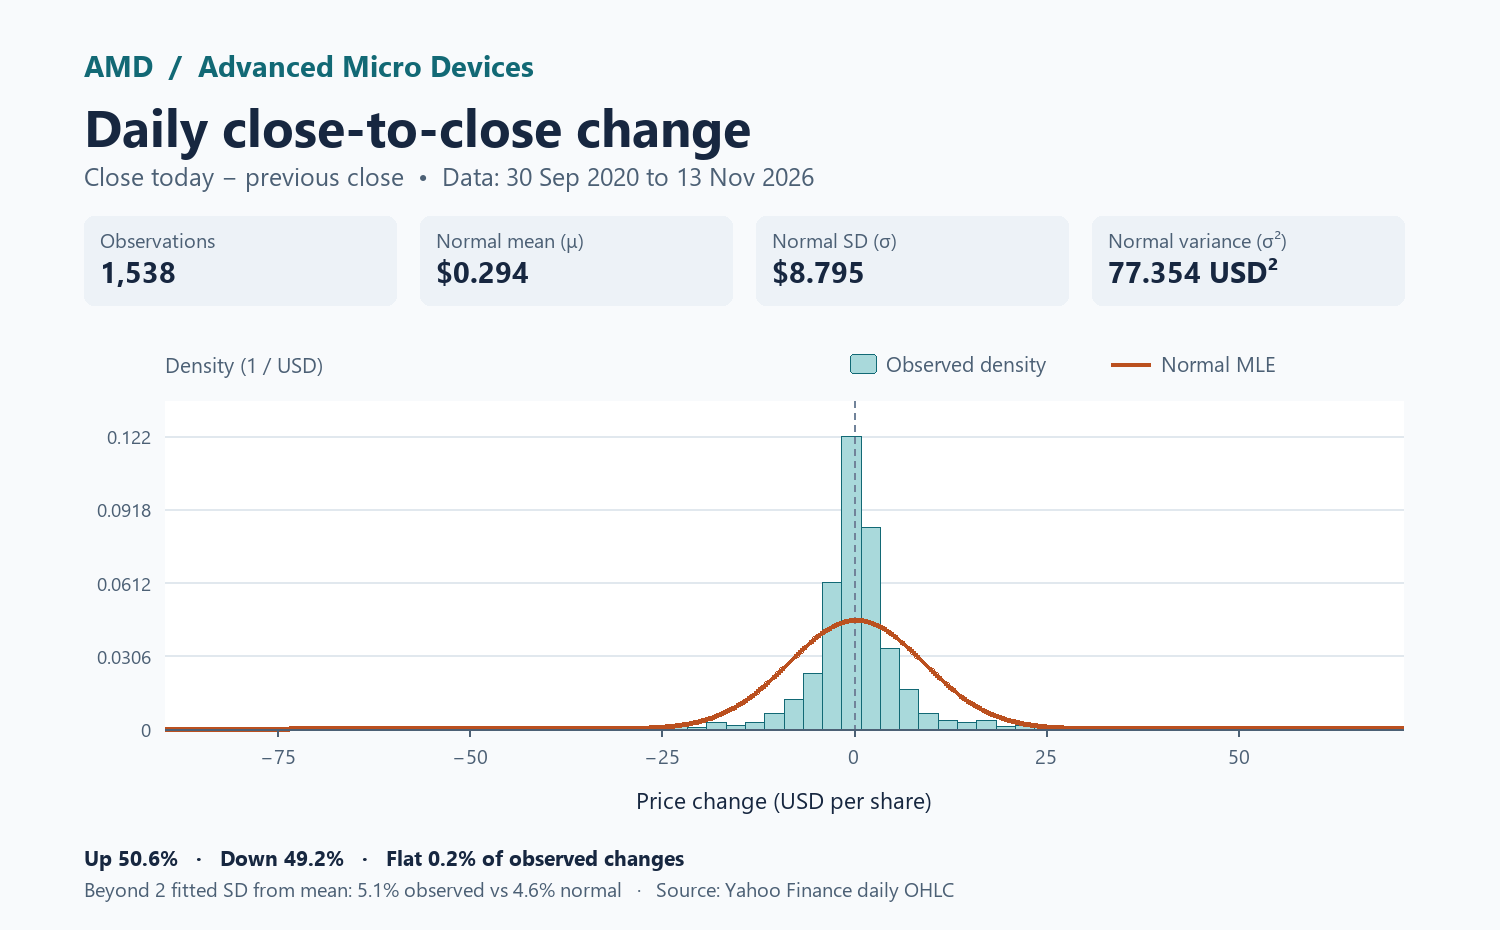 AMD / Advanced Micro Devices
Daily close-to-close change
Close today − previous close • Data: 30 Sep 2020 to 13 Nov 2026
Observations
1,538
Normal mean (μ)
$0.294
Normal SD (σ)
$8.795
Normal variance (σ²)
77.354 USD²
Density (1 / USD)
Observed density
Normal MLE
0.122
0.0918
0.0612
0.0306
0
−75
−50
−25
0
25
50
Price change (USD per share)
Up 50.6% · Down 49.2% · Flat 0.2% of observed changes
Beyond 2 fitted SD from mean: 5.1% observed vs 4.6% normal · Source: Yahoo Finance daily OHLC